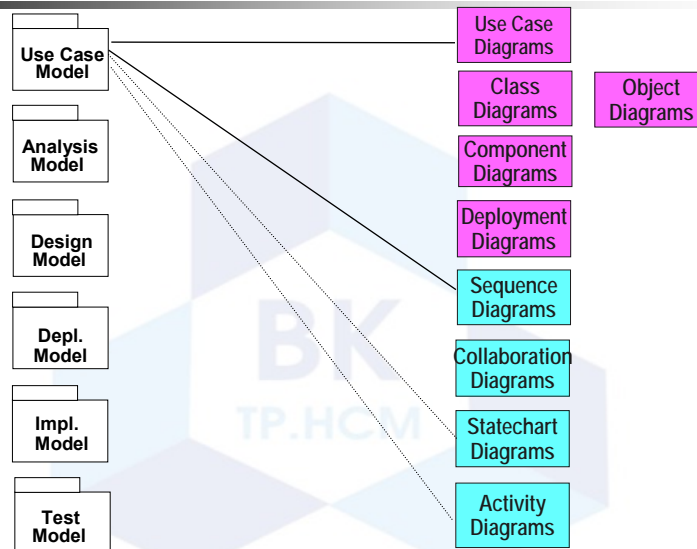 Use Case
Model
Analysis
Model
Design
Model
Depl.
Model
Impl.
Model
Test
Model
Use Case
Diagrams
Class
Diagrams
Object
Diagrams
Component
Diagrams
Deployment
Diagrams
Sequence
Diagrams
Collaboration
Diagrams
Statechart
Diagrams
Activity
Diagrams
BK
TP.HCM